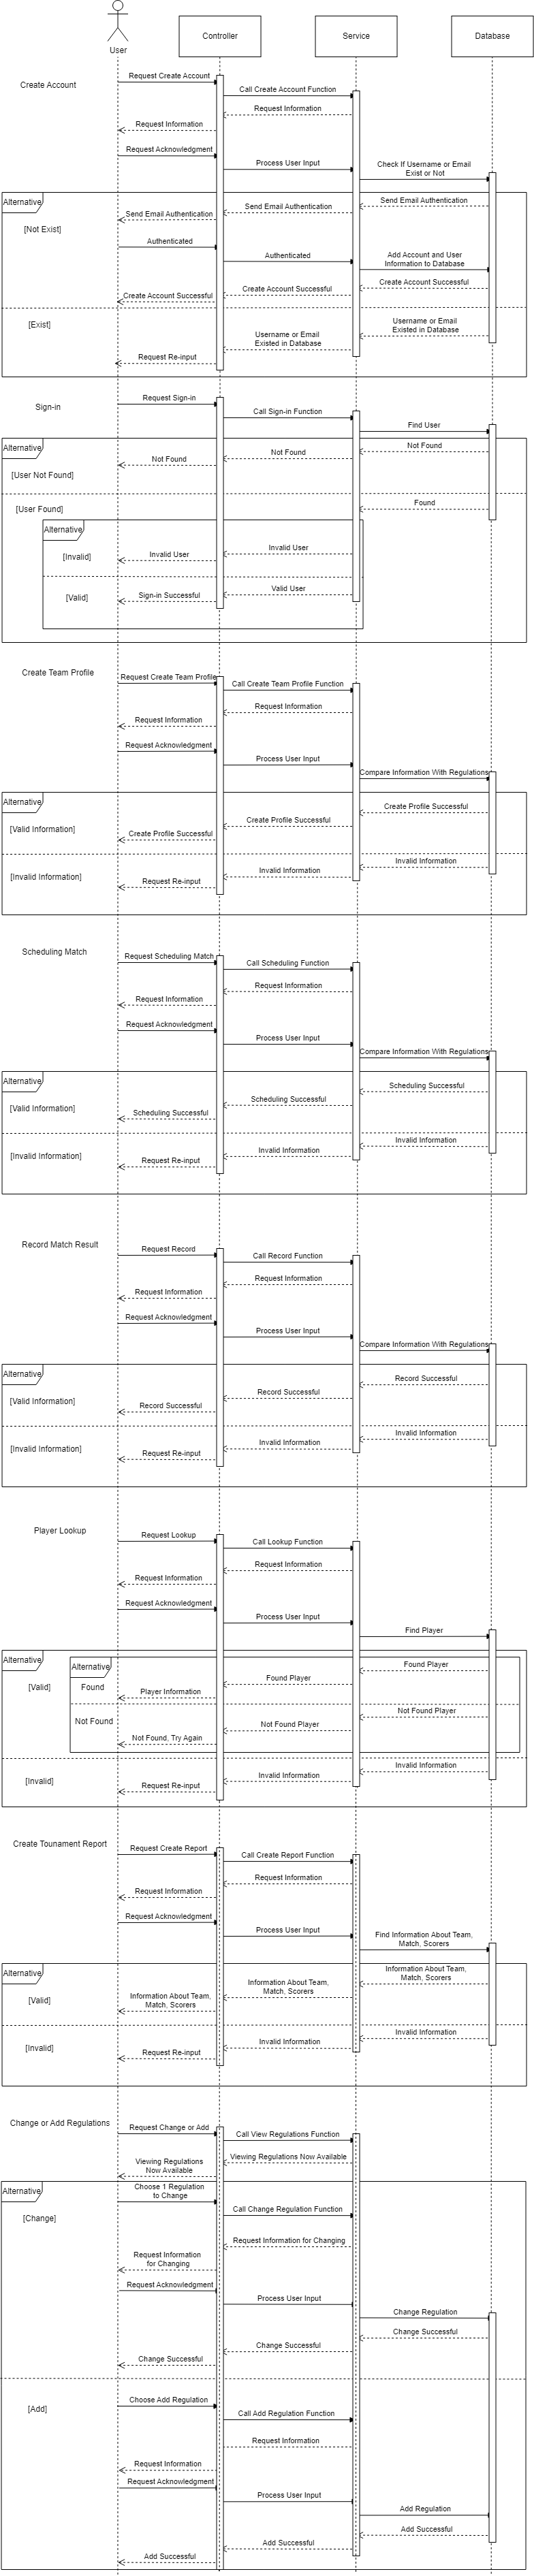 User
Controller
Service
Database
Create Account
Request Create Account
Call Create Account Function
Request Information
Request Information
Request Acknowledgment
Process User Input
Check If Username or Email
Exist or Not
Alternative
[Not Exist]
Send Email Authentication
Send Email Authentication
Send Email Authentication
Authenticated
Authenticated
Add Account and User
Information to Database
Create Account Successful
Create Account Successful
Create Account Successful
[Exist]
Username or Email
Existed in Database
Username or Email
Existed in Database
Request Re-input
Sign-in
Request Sign-in
Call Sign-in Function
Find User
Alternative
[User Not Found]
Not Found
Not Found
Not Found
[User Found]
Found
Alternative
[Invalid]
Invalid User
Invalid User
[Valid]
Valid User
Sign-in Successful
Create Team Profile
Request Create Team Profile
Call Create Team Profile Function
Request Information
Request Information
Request Acknowledgment
Process User Input
Compare Information With Regulations
Alternative
[Valid Information]
Create Profile Successful
Create Profile Successful
Create Profile Successful
[Invalid Information]
Invalid Information
Invalid Information
Request Re-input
Scheduling Match
Request Scheduling Match
Call Scheduling Function
Request Information
Request Information
Request Acknowledgment
Process User Input
Compare Information With Regulations
Alternative
[Valid Information]
Scheduling Successful
Scheduling Successful
Scheduling Successful
[Invalid Information]
Invalid Information
Invalid Information
Request Re-input
Record Match Result
Request Record
Call Record Function
Request Information
Request Information
Request Acknowledgment
Process User Input
Compare Information With Regulations
Alternative
[Valid Information]
Record Successful
Record Successful
Record Successful
[Invalid Information]
Invalid Information
Invalid Information
Request Re-input
Player Lookup
Request Lookup
Call Lookup Function
Request Information
Request Information
Request Acknowledgment
Process User Input
Find Player
Alternative
[Valid]
Alternative
Found
Found Player
Found Player
Player Information
Not Found
Not Found Player
Not Found Player
Not Found, Try Again
[Invalid]
Invalid Information
Invalid Information
Request Re-input
Create Tounament Report
Request Create Report
Call Create Report Function
Request Information
Request Information
Request Acknowledgment
Process User Input
Find Information About Team,
Match, Scorers
Alternative
[Valid]
Information About Team,
Match, Scorers
Information About Team,
Match, Scorers
Information About Team,
Match, Scorers
[Invalid]
Invalid Information
Invalid Information
Request Re-input
Change or Add Regulations
Request Change or Add
Call View Regulations Function
Viewing Regulations Now Available
Viewing Regulations
Now Available
Alternative
[Change]
Choose 1 Regulation
to Change
Call Change Regulation Function
Request Information for Changing
Request Information
for Changing
Request Acknowledgment
Process User Input
Change Regulation
Change Successful
Change Successful
Change Successful
[Add]
Choose Add Regulation
Call Add Regulation Function
Request Information
Request Information
Request Acknowledgment
Process User Input
Add Regulation
Add Successful
Add Successful
Add Successful